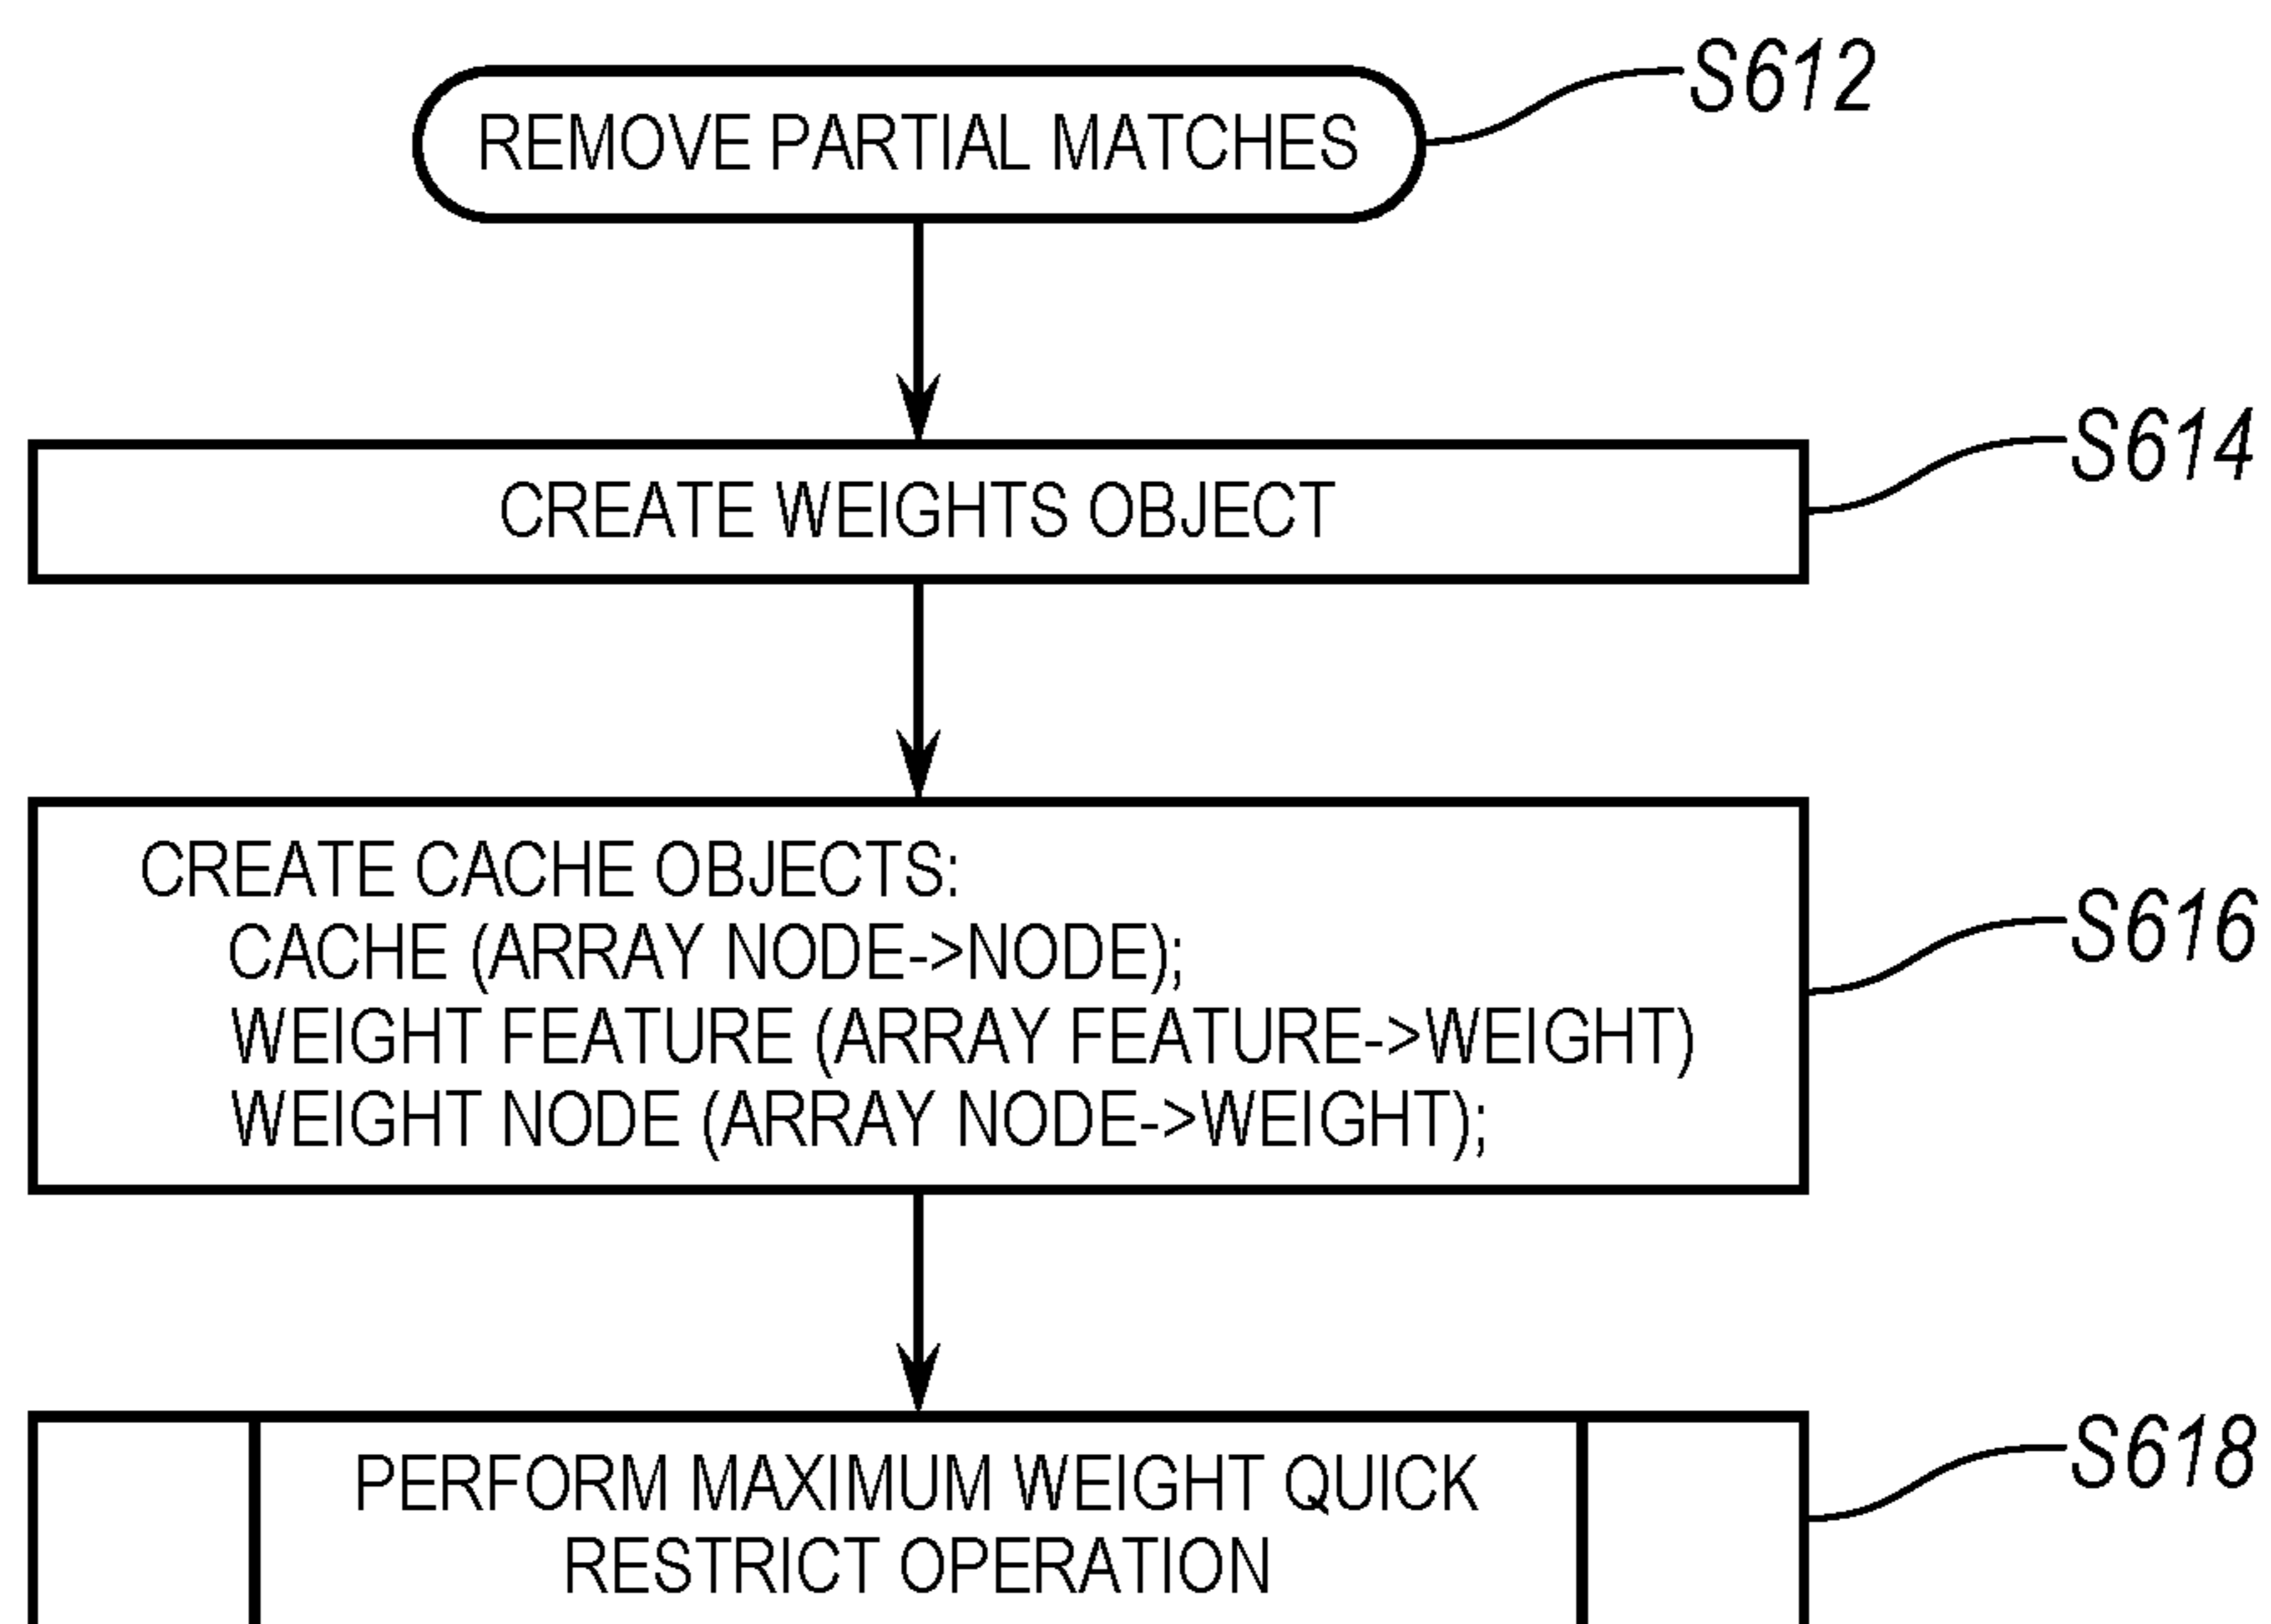 REMOVE PARTIAL MATCHES
S612
CREATE WEIGHTS OBJECT
S614
CREATE CACHE OBJECTS:
CACHE (ARRAY NODE->NODE);
WEIGHT FEATURE (ARRAY FEATURE->WEIGHT)
WEIGHT NODE (ARRAY NODE->WEIGHT);
S616
PERFORM MAXIMUM WEIGHT QUICK
RESTRICT OPERATION
S618